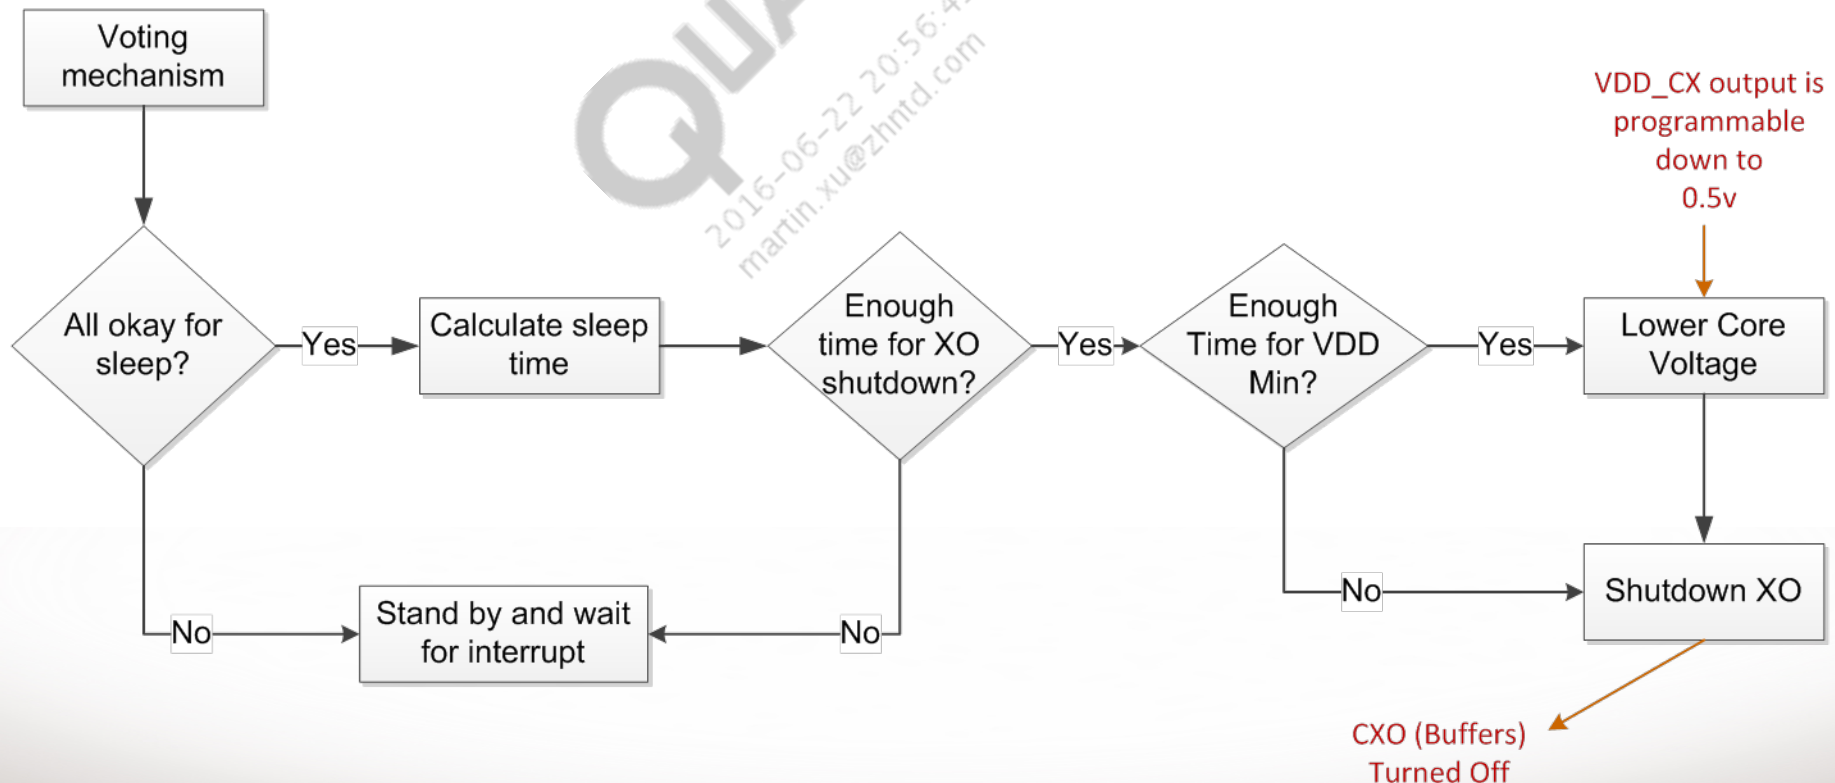 Voting
mechanism
QUA
2016-06-22 20:56:4
martin.xu@zhntd.com
VDD_CX output is
programmable
down to
0.5v
All okay for
sleep?
Yes
Calculate sleep
time
Enough
time for XO
shutdown?
Yes
Enough
Time for VDD
Min?
Yes
Lower Core
Voltage
No
Stand by and wait
for interrupt
No
No
Shutdown XO
CXO (Buffers)
Turned Off